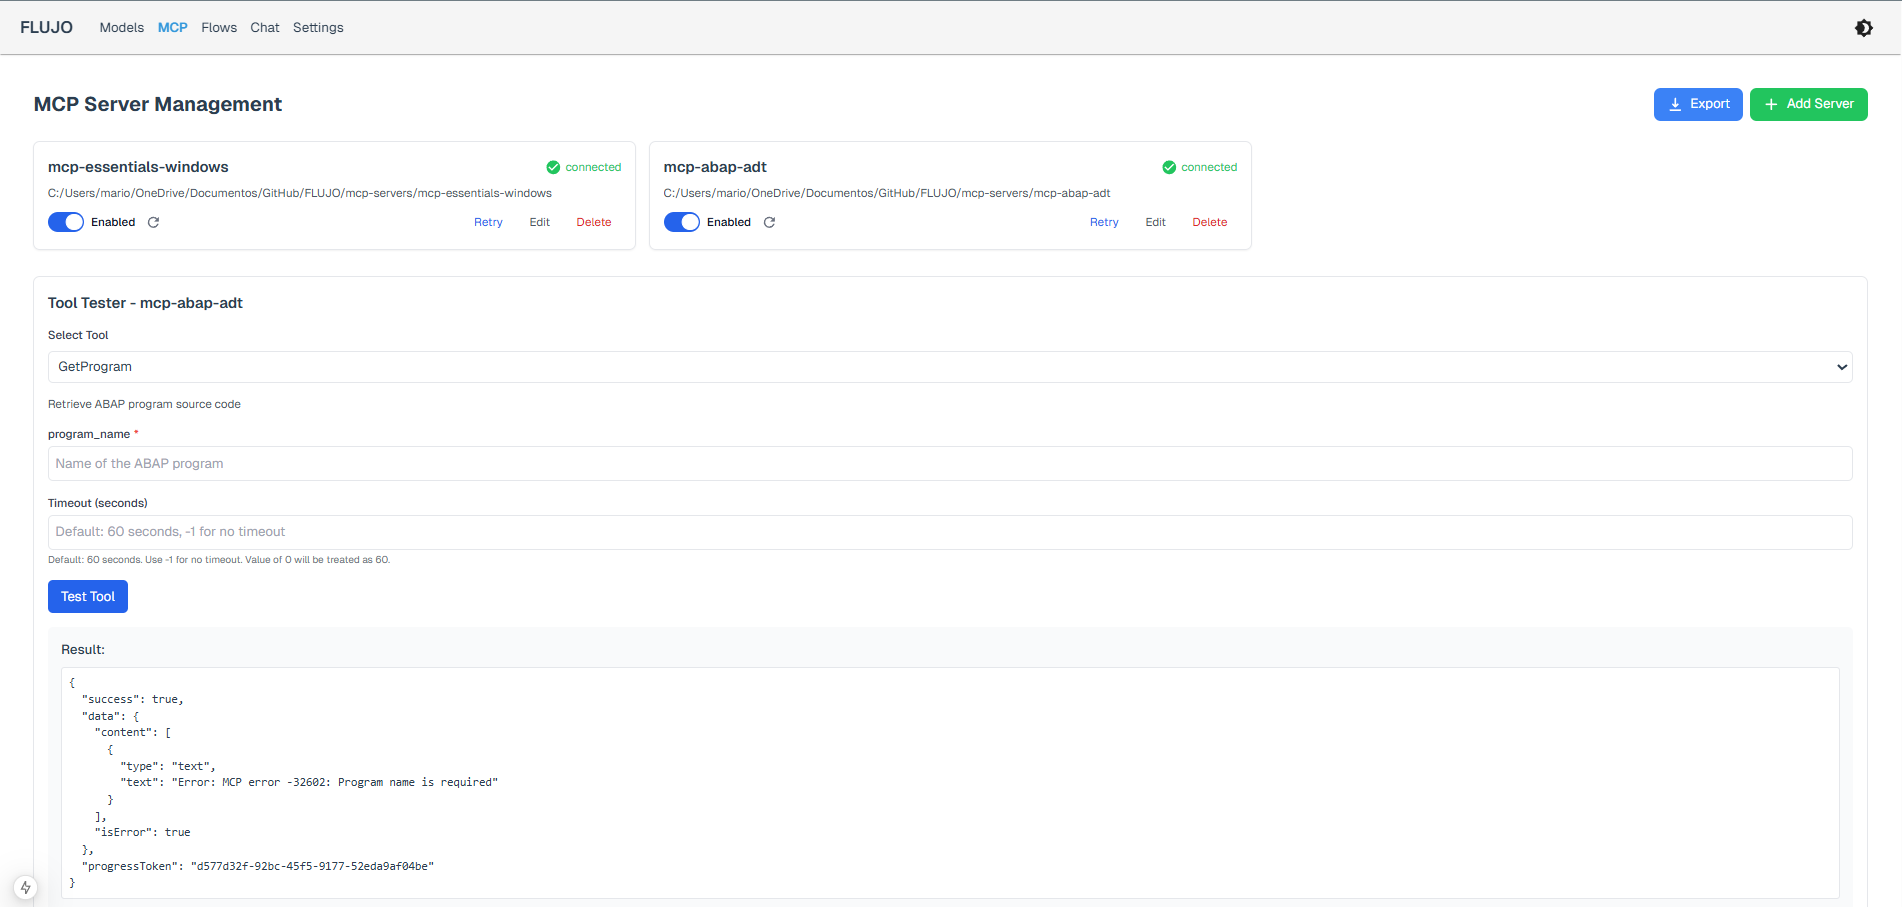 FLUJO Models MCP Flows Chat Settings
MCP Server Management
Export
Add Server
mcp-essentials-windows
connected
C:/Users/mario/OneDrive/Documentos/GitHub/FLUJO/mcp-servers/mcp-essentials-windows
Enabled
Retry Edit Delete
mcp-abap-adt
connected
C:/Users/mario/OneDrive/Documentos/GitHub/FLUJO/mcp-servers/mcp-abap-adt
Enabled
Retry Edit Delete
Tool Tester - mcp-abap-adt
Select Tool
GetProgram
Retrieve ABAP program source code
program_name *
Name of the ABAP program
Timeout (seconds)
Default: 60 seconds, -1 for no timeout
Default: 60 seconds. Use -1 for no timeout. Value of 0 will be treated as 60.
Test Tool
Result:
{
  "success": true,
  "data": {
    "content": [
      {
        "type": "text",
        "text": "Error: MCP error -32602: Program name is required"
      }
    ],
    "isError": true
  },
  "progressToken": "d577d32f-92bc-45f5-9177-52eda9af04be"
}